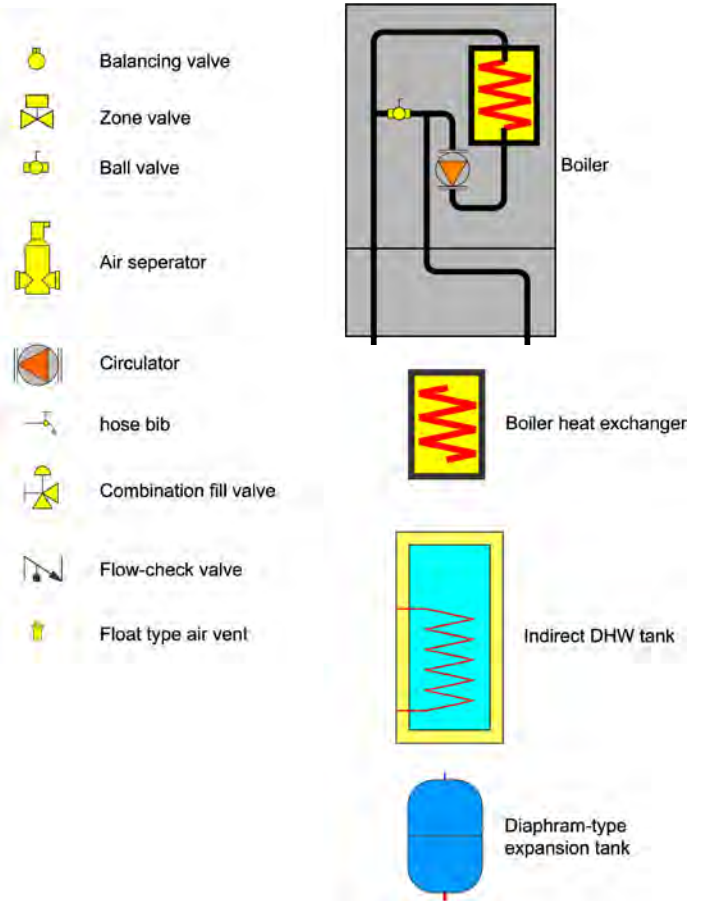 Balancing valve
Zone valve
Ball valve
Air seperator
Circulator
hose bib
Combination fill valve
Flow-check valve
Float type air vent
Boiler
Boiler heat exchanger
Indirect DHW tank
Diaphram-type
expansion tank